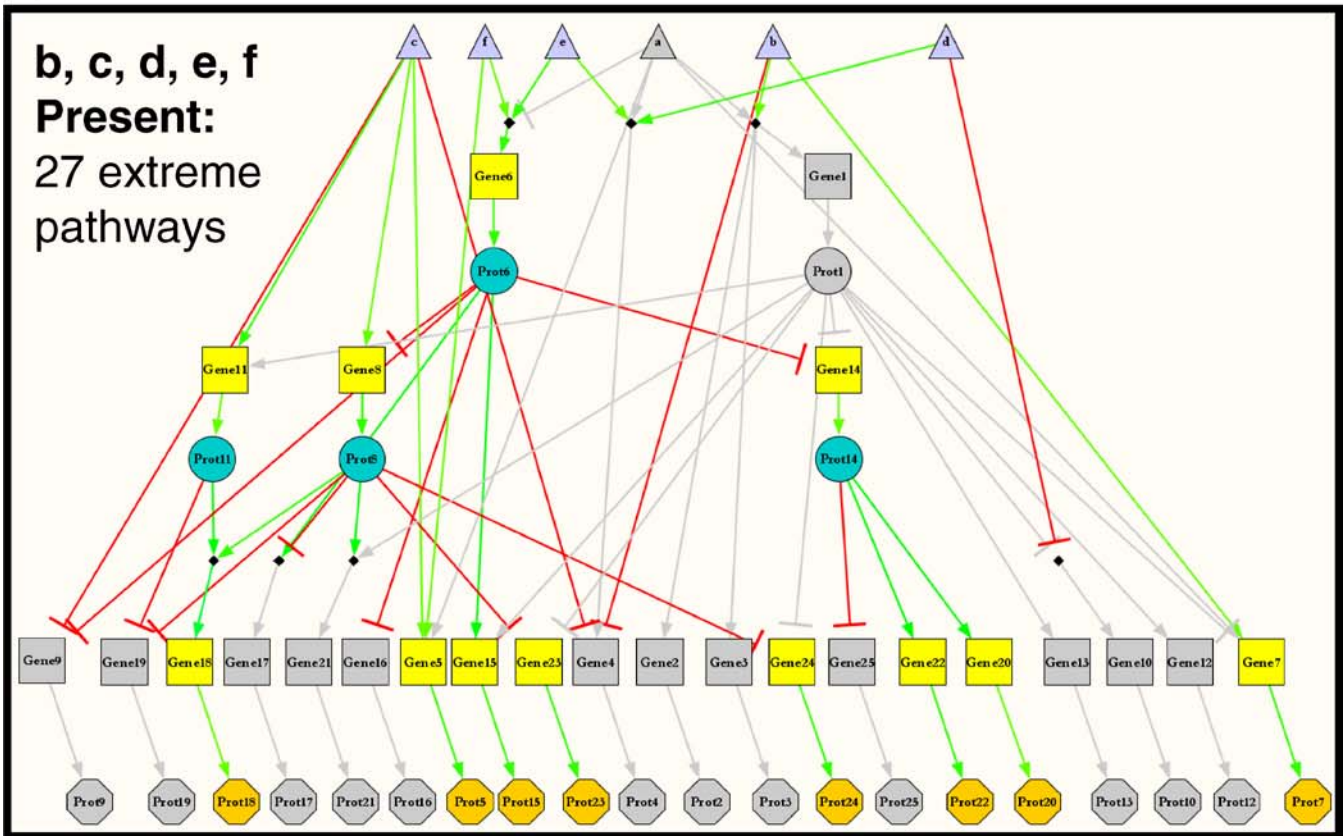 b, c, d, e, f
Present:
27 extreme
pathways
c f e a b d
Gene6 Gene1
Prot6 Prot1
Gene11 Gene8 Gene14
Prot11 Prot8 Prot14
Gene9 Gene19 Gene18 Gene17 Gene21 Gene16 Gene5 Gene15 Gene23 Gene4 Gene2 Gene3 Gene24 Gene25 Gene22 Gene20 Gene13 Gene10 Gene12 Gene7
Prot9 Prot19 Prot18 Prot17 Prot21 Prot16 Prot5 Prot15 Prot23 Prot4 Prot2 Prot3 Prot24 Prot25 Prot22 Prot20 Prot13 Prot10 Prot12 Prot7